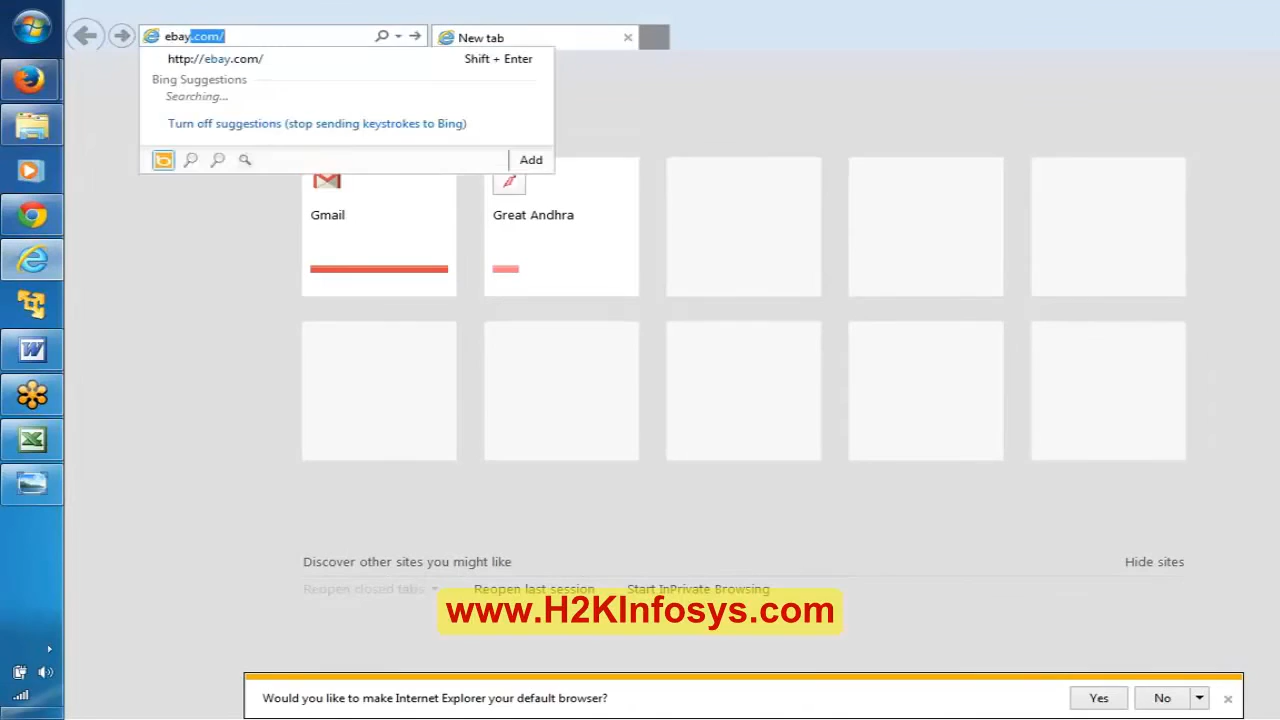 ebay.com/
New tab
http://ebay.com/ Shift + Enter
Bing Suggestions
Searching...
Turn off suggestions (stop sending keystrokes to Bing)
Add
Gmail
Great Andhra
Discover other sites you might like
Hide sites
Reopen closed tabs Reopen last session Start InPrivate Browsing
www.H2KInfosys.com
Would you like to make Internet Explorer your default browser? Yes No